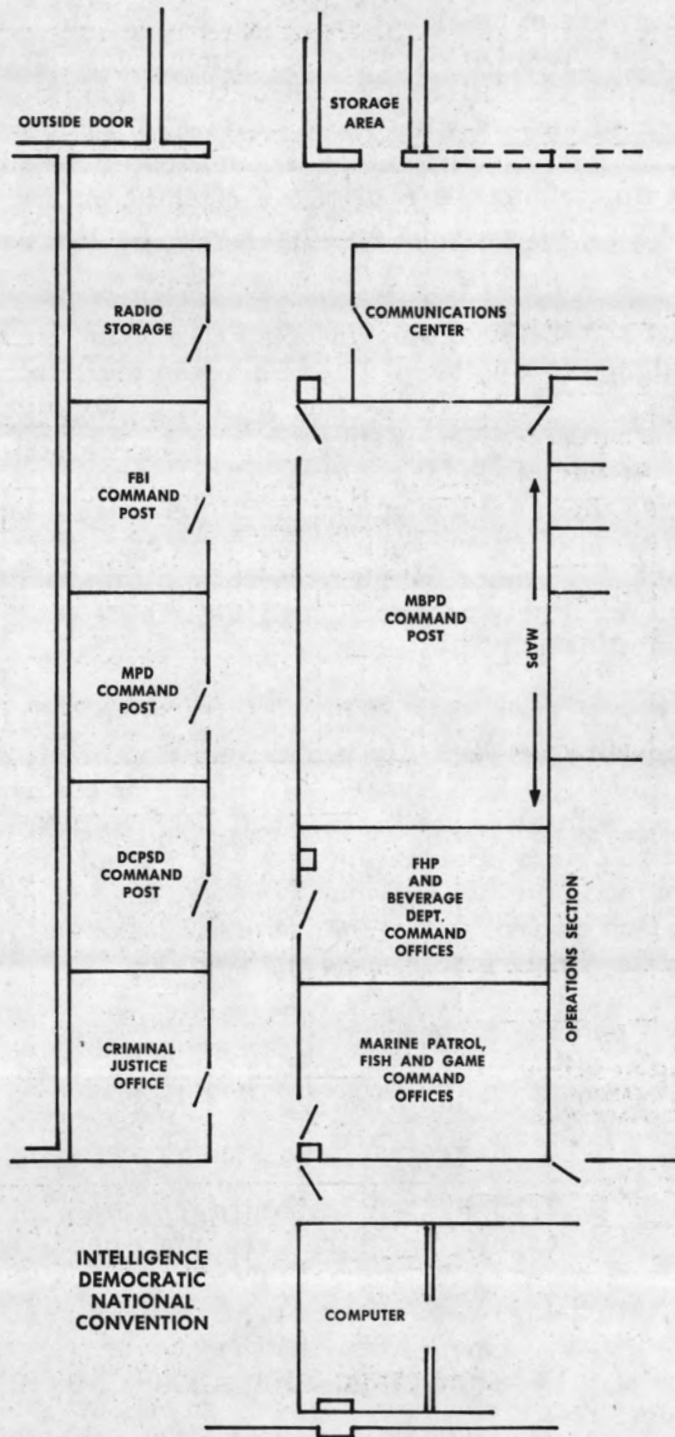 OUTSIDE DOOR
STORAGE
AREA
RADIO
STORAGE
COMMUNICATIONS
CENTER
FBI
COMMAND
POST
MBPD
COMMAND
POST
MAPS
MPD
COMMAND
POST
DCPSD
COMMAND
POST
FHP
AND
BEVERAGE
DEPT.
COMMAND
OFFICES
OPERATIONS SECTION
CRIMINAL
JUSTICE
OFFICE
MARINE PATROL,
FISH AND GAME
COMMAND
OFFICES
INTELLIGENCE
DEMOCRATIC
NATIONAL
CONVENTION
COMPUTER